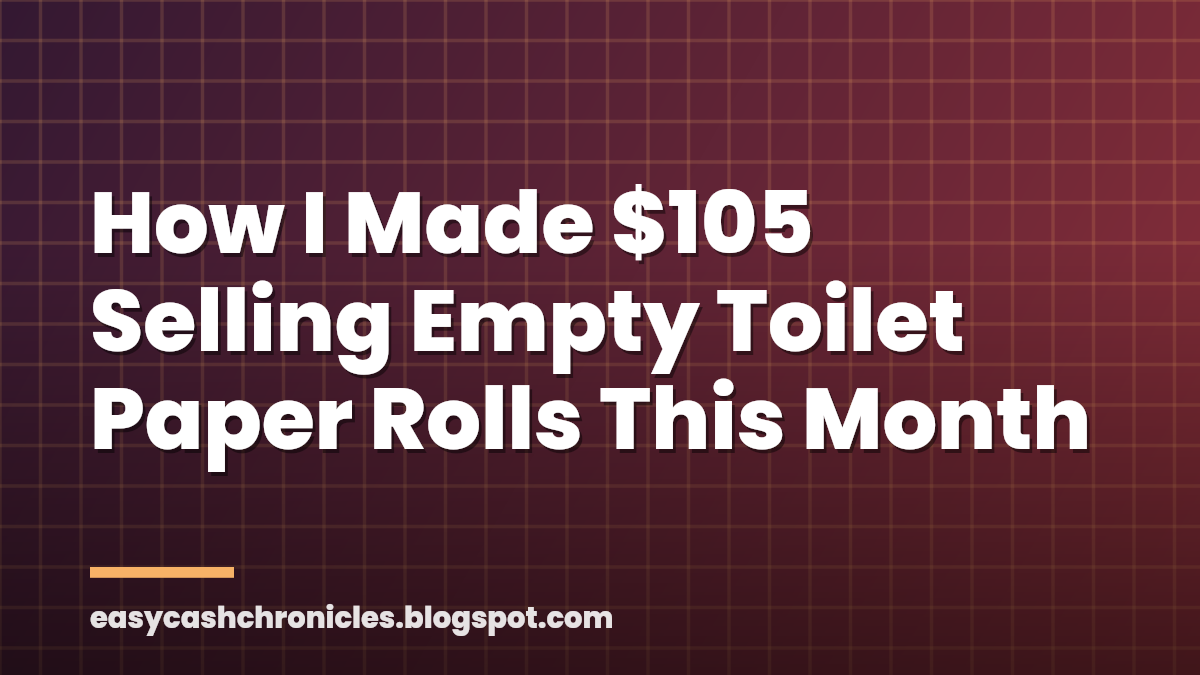 How I Made $105
Selling Empty Toilet
Paper Rolls This Month
easycashchronicles.blogspot.com